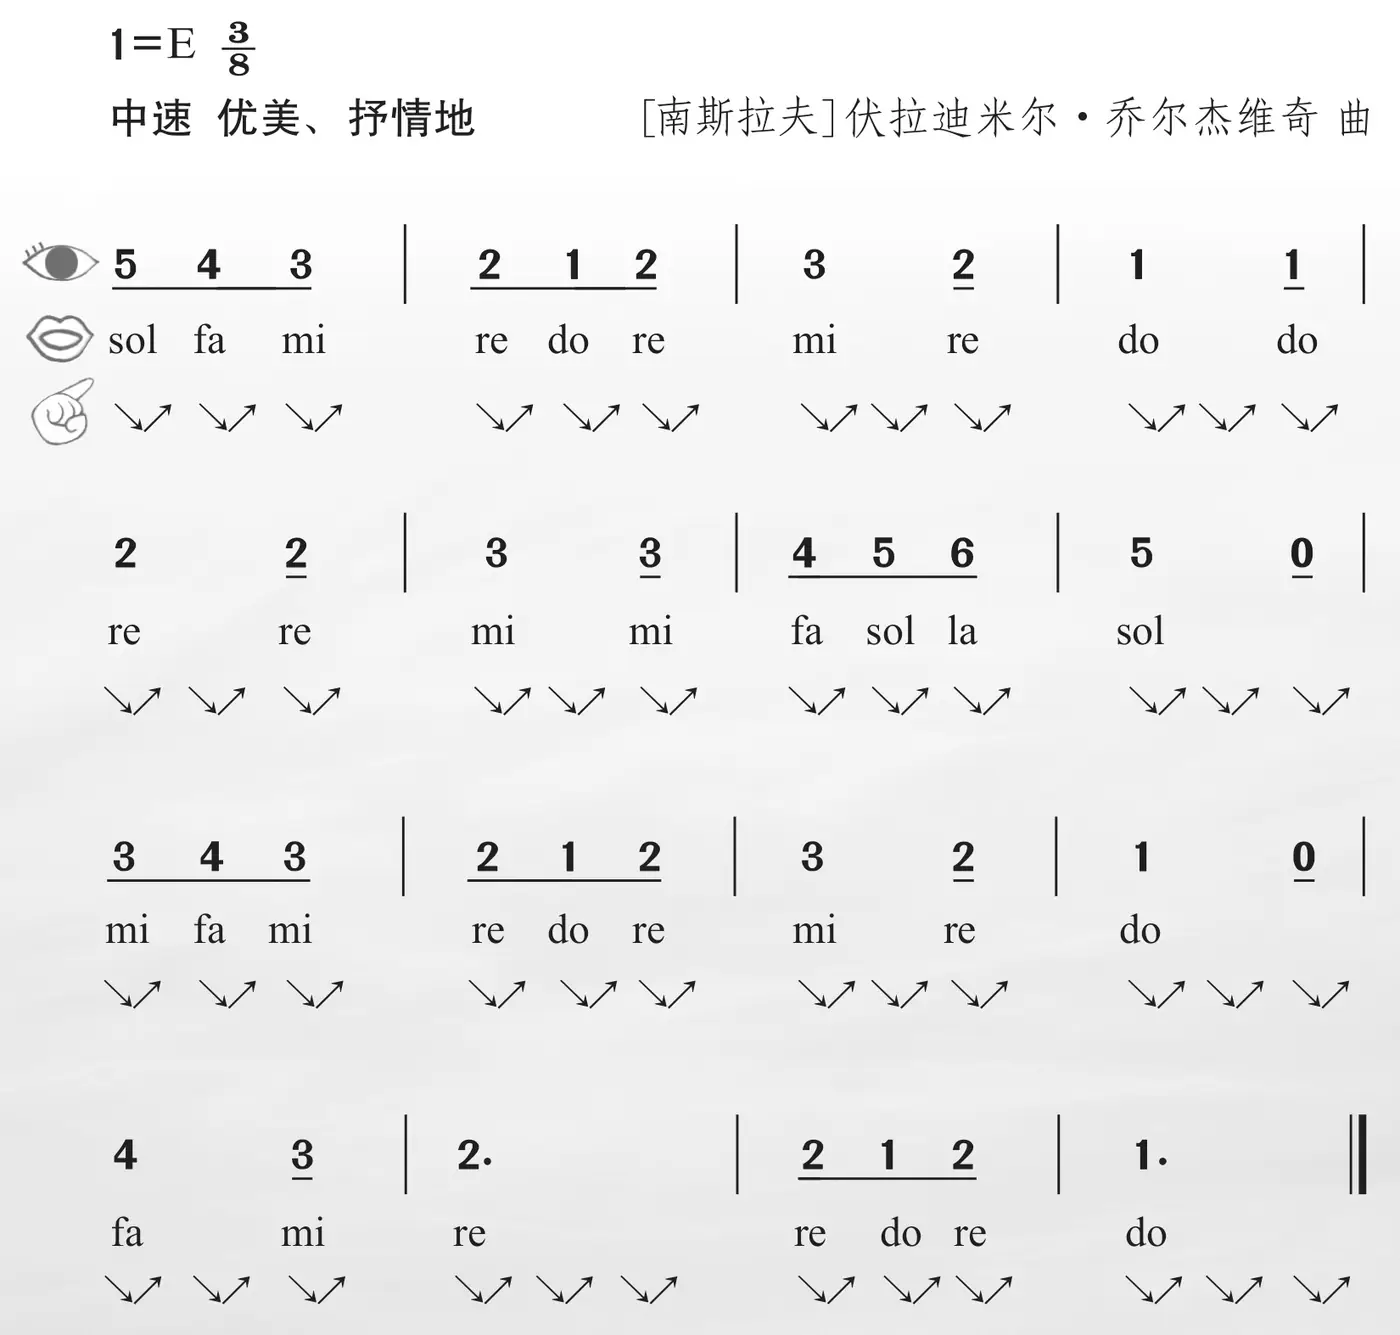 1=E 3/8
中速 优美、抒情地 [南斯拉夫]伏拉迪米尔·乔尔杰维奇 曲
5 4 3 | 2 1 2 | 3 2 | 1 1 |
sol fa mi re do re mi re do do
↘↗ ↘↗ ↘↗ ↘↗ ↘↗ ↘↗ ↘↗ ↘↗ ↘↗ ↘↗ ↘↗ ↘↗
2 2 | 3 3 | 4 5 6 | 5 0 |
re re mi mi fa sol la sol
↘↗ ↘↗ ↘↗ ↘↗ ↘↗ ↘↗ ↘↗ ↘↗ ↘↗ ↘↗ ↘↗ ↘↗
3 4 3 | 2 1 2 | 3 2 | 1 0 |
mi fa mi re do re mi re do
↘↗ ↘↗ ↘↗ ↘↗ ↘↗ ↘↗ ↘↗ ↘↗ ↘↗ ↘↗ ↘↗ ↘↗
4 3 | 2. | 2 1 2 | 1. ‖
fa mi re re do re do
↘↗ ↘↗ ↘↗ ↘↗ ↘↗ ↘↗ ↘↗ ↘↗ ↘↗ ↘↗ ↘↗ ↘↗